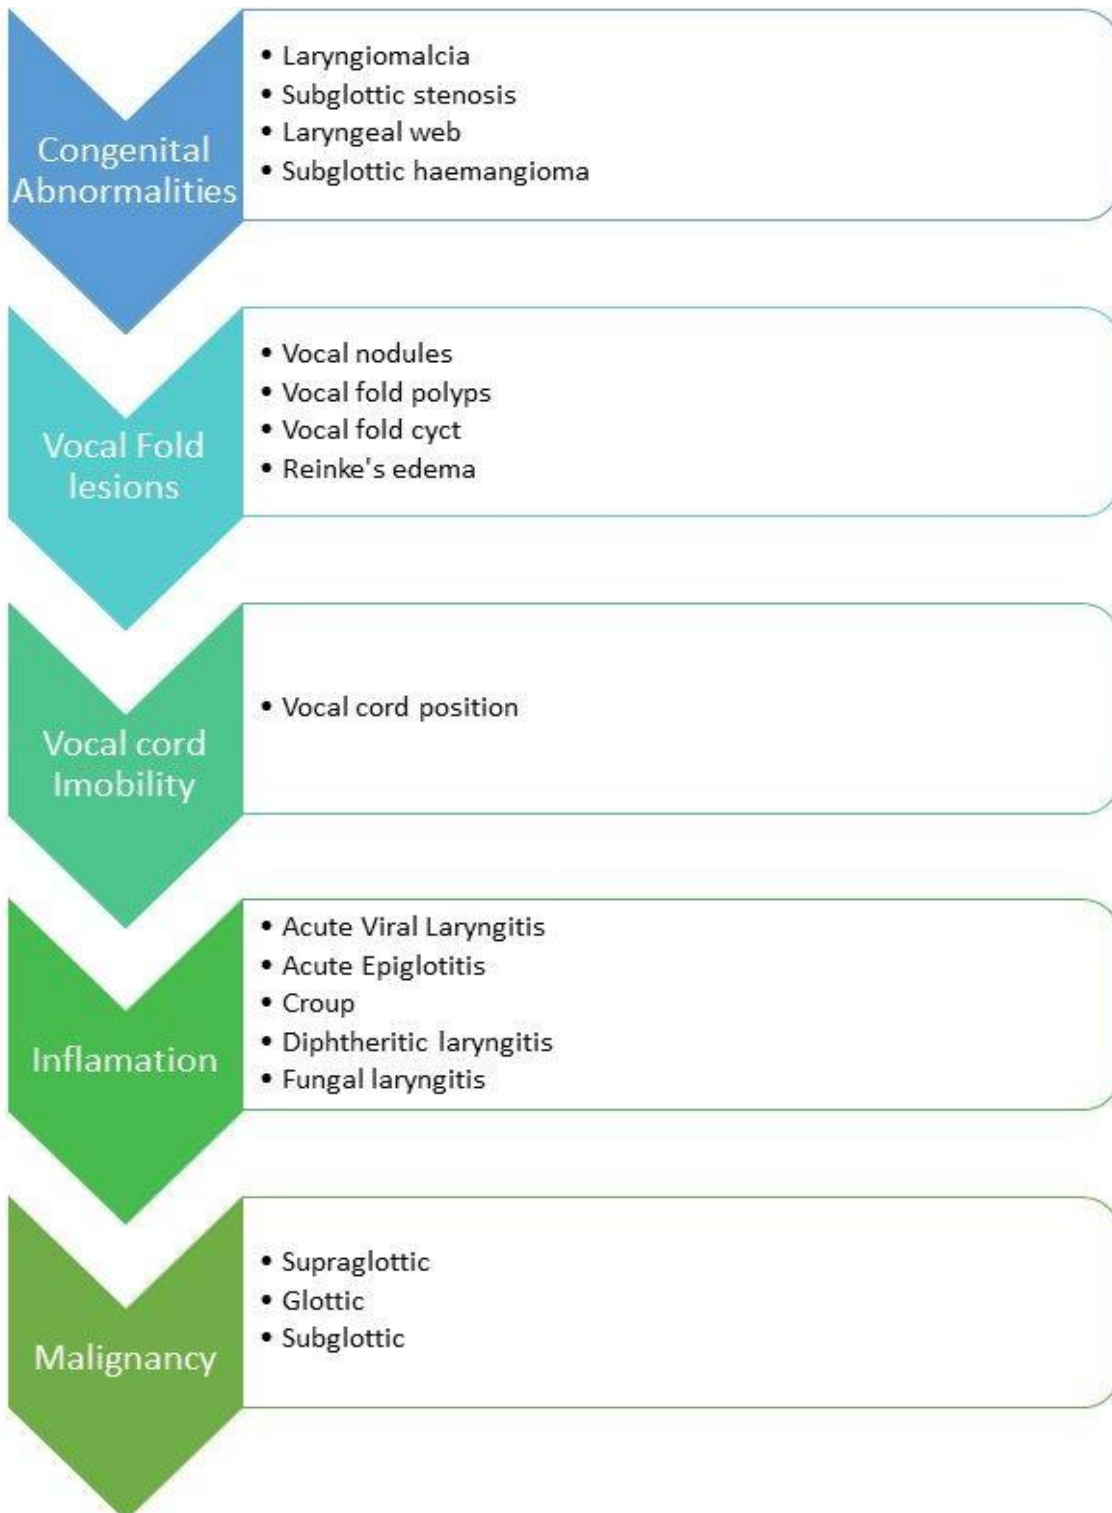 Congenital
Abnormalities
• Laryngiomalcia
• Subglottic stenosis
• Laryngeal web
• Subglottic haemangioma
Vocal Fold
lesions
• Vocal nodules
• Vocal fold polyps
• Vocal fold cyct
• Reinke's edema
Vocal cord
Imobility
• Vocal cord position
Inflamation
• Acute Viral Laryngitis
• Acute Epiglotitis
• Croup
• Diphtheritic laryngitis
• Fungal laryngitis
Malignancy
• Supraglottic
• Glottic
• Subglottic